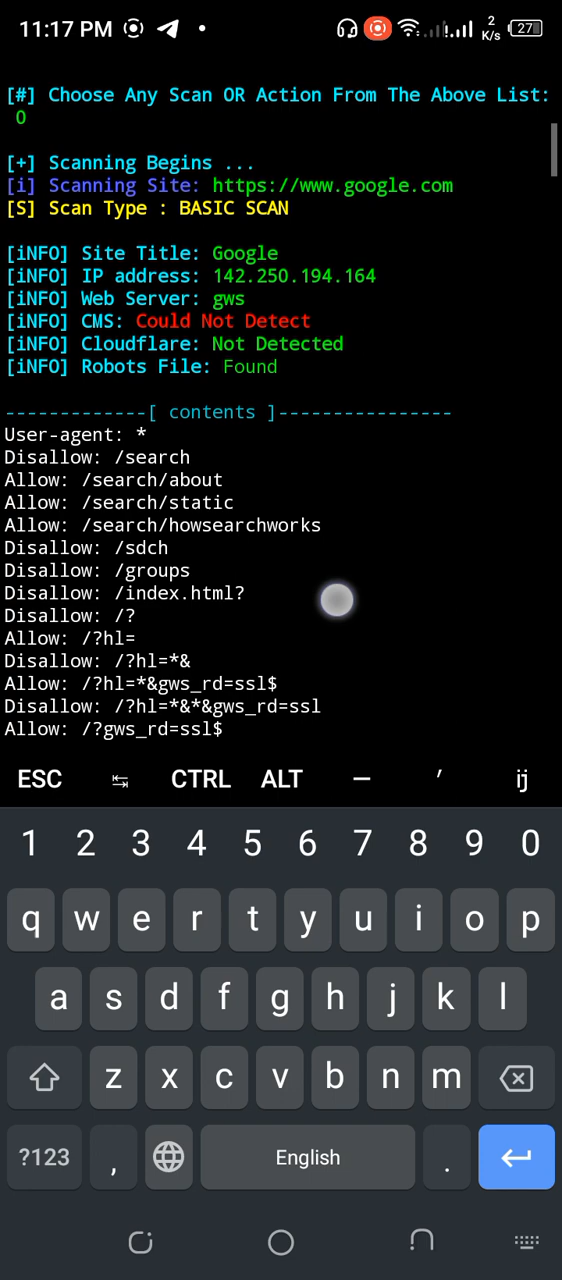 11:17 PM
2
K/s
27
[#] Choose Any Scan OR Action From The Above List:
0
[+] Scanning Begins ...
[i] Scanning Site: https://www.google.com
[S] Scan Type : BASIC SCAN
[iNFO] Site Title: Google
[iNFO] IP address: 142.250.194.164
[iNFO] Web Server: gws
[iNFO] CMS: Could Not Detect
[iNFO] Cloudflare: Not Detected
[iNFO] Robots File: Found
-------------[ contents ]----------------
User-agent: *
Disallow: /search
Allow: /search/about
Allow: /search/static
Allow: /search/howsearchworks
Disallow: /sdch
Disallow: /groups
Disallow: /index.html?
Disallow: /?
Allow: /?hl=
Disallow: /?hl=*&
Allow: /?hl=*&gws_rd=ssl$
Disallow: /?hl=*&*&gws_rd=ssl
Allow: /?gws_rd=ssl$
ESC CTRL ALT — ′ ij
1 2 3 4 5 6 7 8 9 0
q w e r t y u i o p
a s d f g h j k l
z x c v b n m
?123 , English .